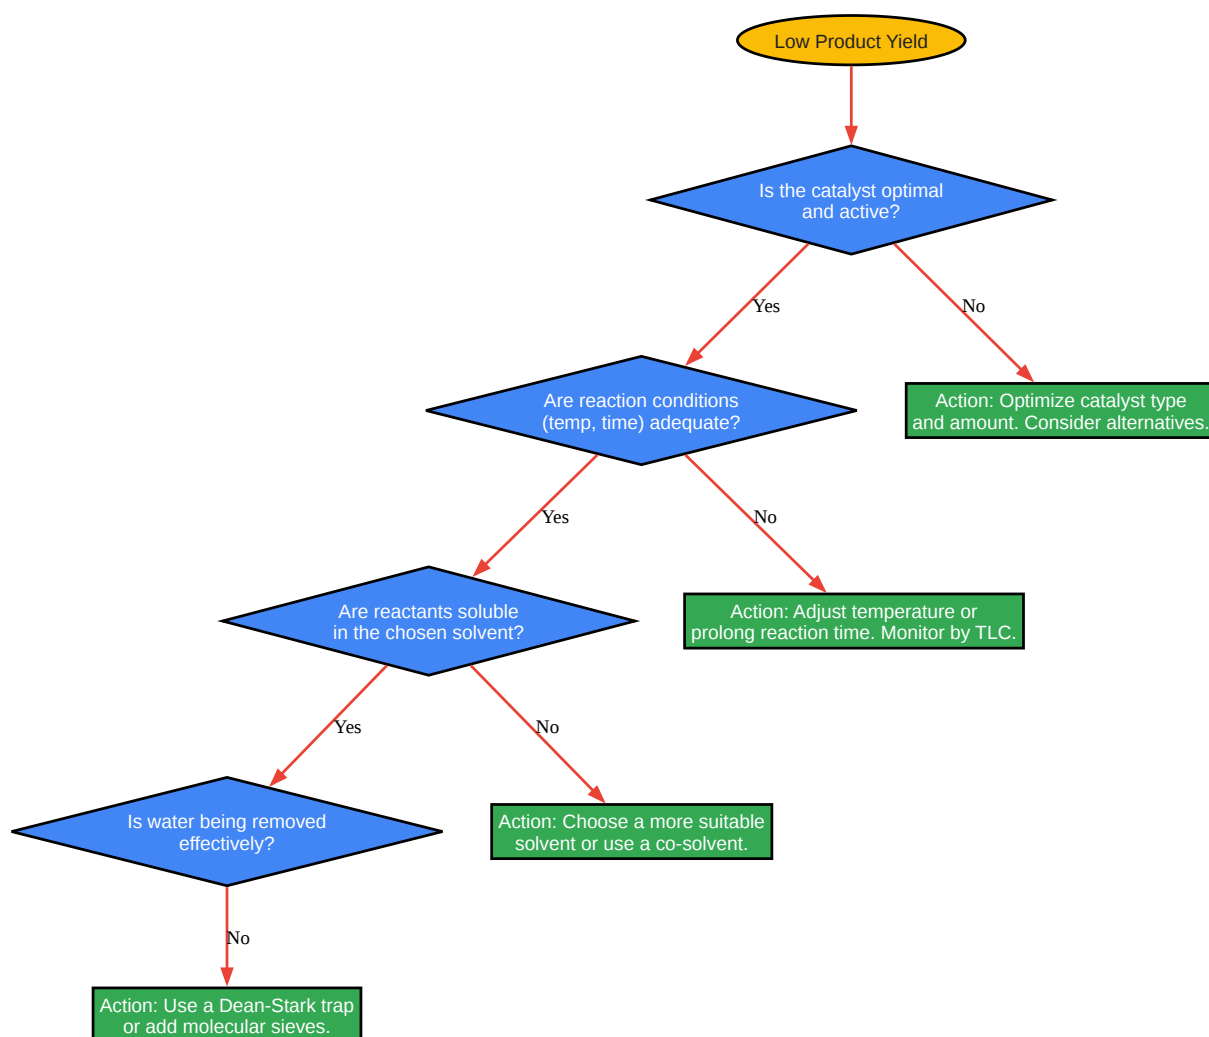 Low Product Yield
Is the catalyst optimal
and active?
Yes
No
Are reaction conditions
(temp, time) adequate?
Action: Optimize catalyst type
and amount. Consider alternatives.
Yes
No
Are reactants soluble
in the chosen solvent?
Action: Adjust temperature or
prolong reaction time. Monitor by TLC.
Yes
No
Is water being removed
effectively?
Action: Choose a more suitable
solvent or use a co-solvent.
No
Action: Use a Dean-Stark trap
or add molecular sieves.